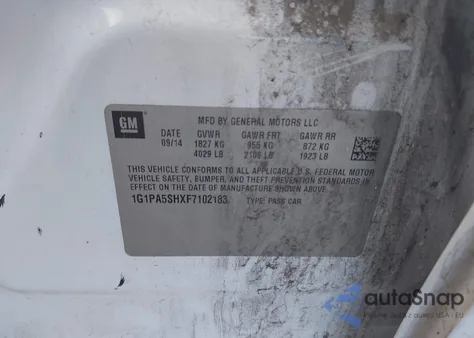 GM
MFD BY GENERAL MOTORS LLC
DATE GVWR GAWR FRT GAWR RR
09/14 1827 KG 955 KG 872 KG
4029 LB 2106 LB 1923 LB
THIS VEHICLE CONFORMS TO ALL APPLICABLE U.S. FEDERAL MOTOR
VEHICLE SAFETY, BUMPER, AND THEFT PREVENTION STANDARDS IN
EFFECT ON THE DATE OF MANUFACTURE SHOWN ABOVE.
1G1PA5SHXF7102183 TYPE: PASS CAR
autoSnap